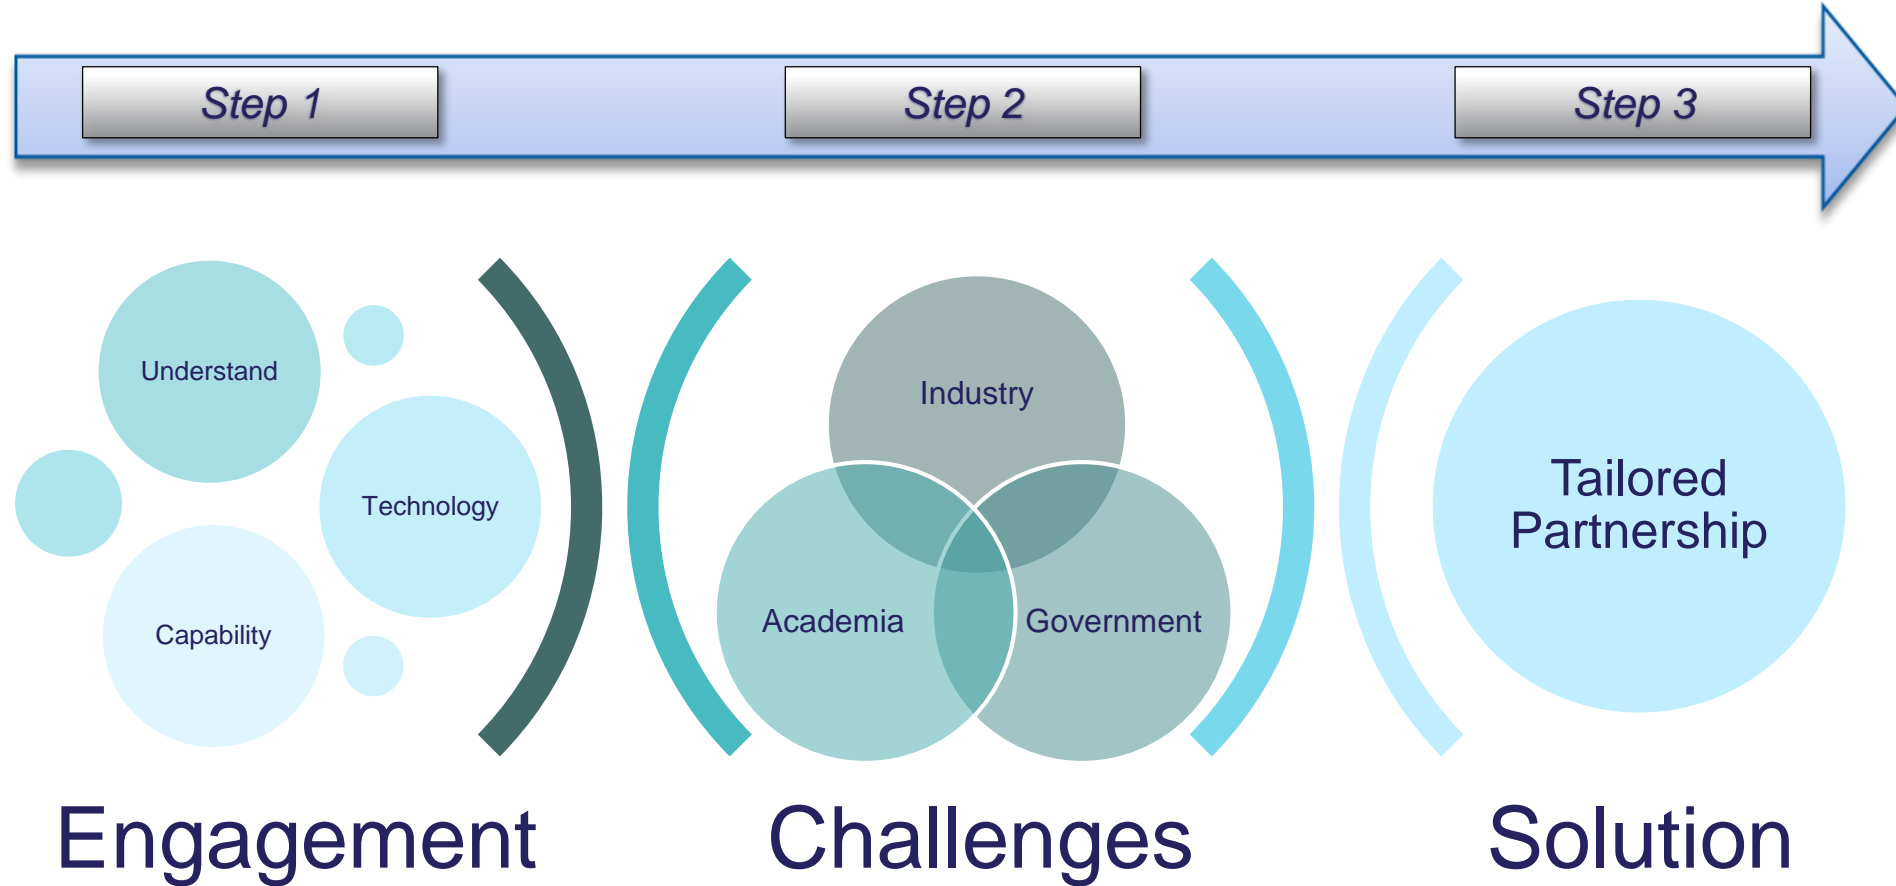 Step 1
Step 2
Step 3
Understand
Technology
Capability
Industry
Academia
Government
Tailored
Partnership
Engagement
Challenges
Solution